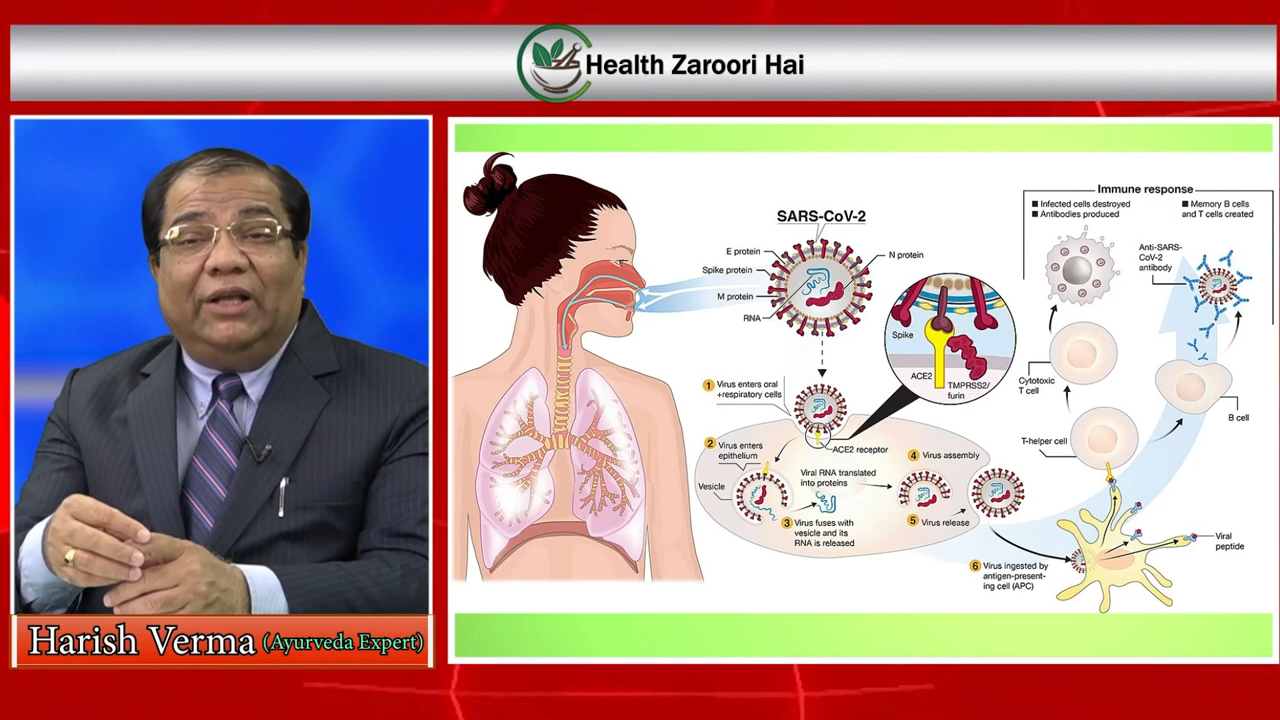 Health Zaroori Hai
Harish Verma (Ayurveda Expert)
SARS-CoV-2
E protein
Spike protein
M protein
RNA
N protein
Spike
ACE2
TMPRSS2/
furin
1 Virus enters oral
+respiratory cells
ACE2 receptor
2 Virus enters
epithelium
Vesicle
3 Virus fuses with
vesicle and its
RNA is released
Viral RNA translated
into proteins
4 Virus assembly
5 Virus release
6 Virus ingested by
antigen-present-
ing cell (APC)
Viral
peptide
T-helper cell
Cytotoxic
T cell
B cell
Anti-SARS-
CoV-2
antibody
Immune response
■ Infected cells destroyed
■ Antibodies produced
■ Memory B cells
and T cells created